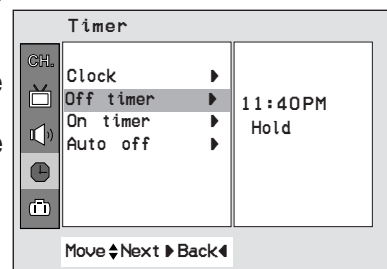 Timer
CH.
Clock
Off timer
On timer
Auto off
11:40PM
Hold
Move Next Back